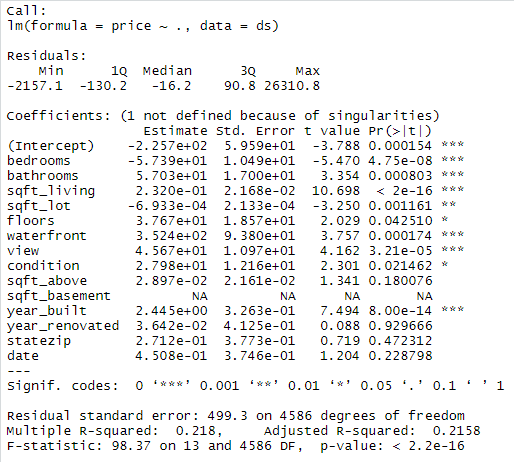 Call:
lm(formula = price ~ ., data = ds)
Residuals:
Min 1Q Median 3Q Max
-2157.1 -130.2 -16.2 90.8 26310.8
Coefficients: (1 not defined because of singularities)
Estimate Std. Error t value Pr(>|t|)
(Intercept) -2.257e+02 5.959e+01 -3.788 0.000154 ***
bedrooms -5.739e+01 1.049e+01 -5.470 4.75e-08 ***
bathrooms 5.703e+01 1.700e+01 3.354 0.000803 ***
sqft_living 2.320e-01 2.168e-02 10.698 < 2e-16 ***
sqft_lot -6.933e-04 2.133e-04 -3.250 0.001161 **
floors 3.767e+01 1.857e+01 2.029 0.042510 *
waterfront 3.524e+02 9.380e+01 3.757 0.000174 ***
view 4.567e+01 1.097e+01 4.162 3.21e-05 ***
condition 2.798e+01 1.216e+01 2.301 0.021462 *
sqft_above 2.897e-02 2.161e-02 1.341 0.180076
sqft_basement NA NA NA NA
year_built 2.445e+00 3.263e-01 7.494 8.00e-14 ***
year_renovated 3.642e-02 4.125e-01 0.088 0.929666
statezip 2.712e-01 3.773e-01 0.719 0.472312
date 4.508e-01 3.746e-01 1.204 0.228798
---
Signif. codes: 0 ‘***’ 0.001 ‘**’ 0.01 ‘*’ 0.05 ‘.’ 0.1 ‘ ’ 1
Residual standard error: 499.3 on 4586 degrees of freedom
Multiple R-squared: 0.218, Adjusted R-squared: 0.2158
F-statistic: 98.37 on 13 and 4586 DF, p-value: < 2.2e-16